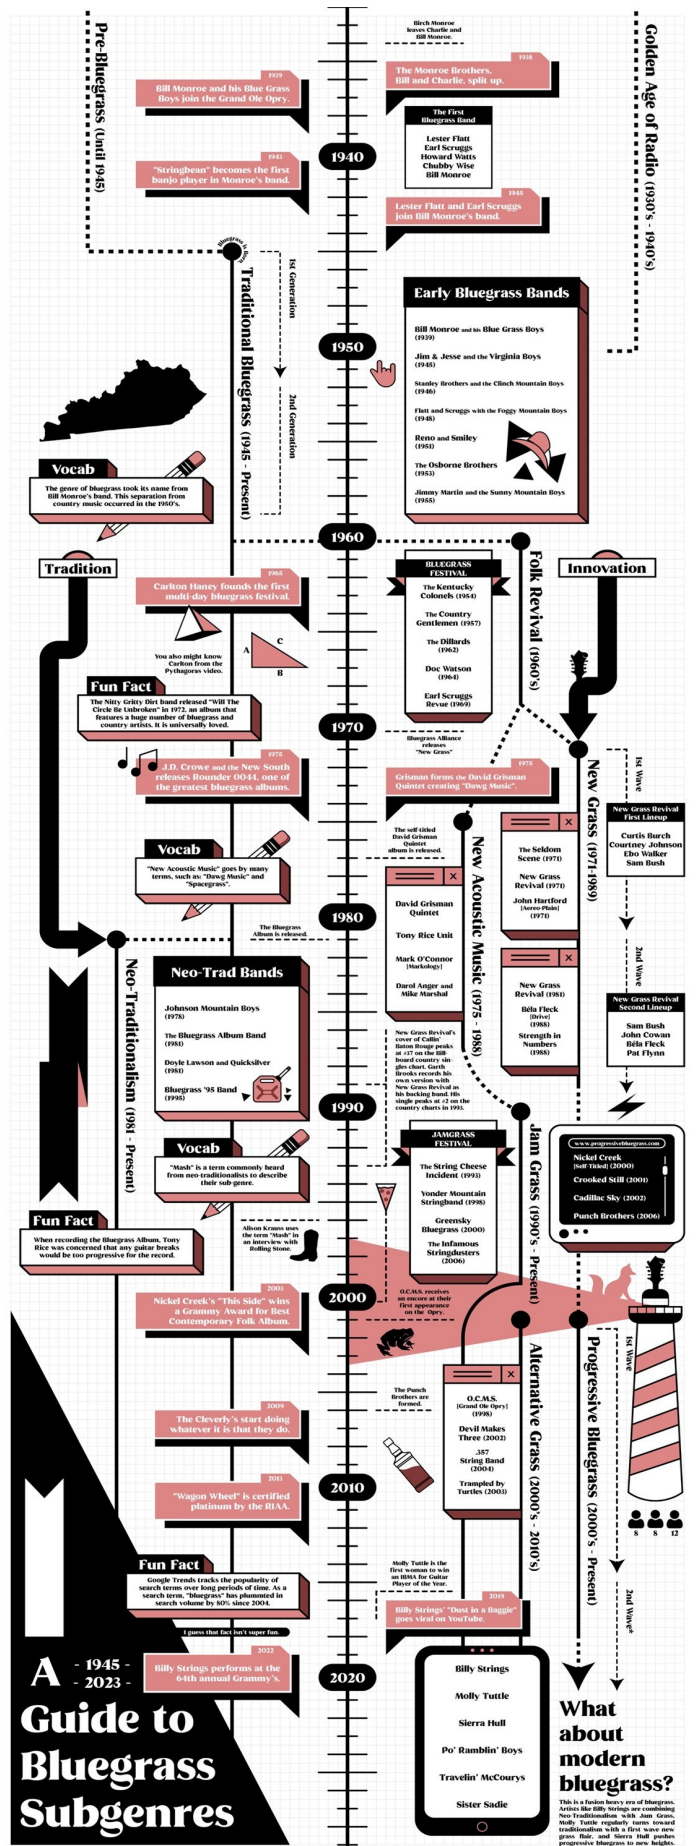 Pre-Bluegrass (Until 1945)
Golden Age of Radio (1930's - 1940's)
Birch Monroe
leaves Charlie and
Bill Monroe.
1938
The Monroe Brothers,
Bill and Charlie, split up.
1939
Bill Monroe and his Blue Grass
Boys join the Grand Ole Opry.
The First
Bluegrass Band
Lester Flatt
Earl Scruggs
Howard Watts
Chubby Wise
Bill Monroe
1940
1943
"Stringbean" becomes the first
banjo player in Monroe's band.
1945
Lester Flatt and Earl Scruggs
join Bill Monroe's band.
Bluegrass is Born
Traditional Bluegrass (1945 - Present)
1st Generation
2nd Generation
Early Bluegrass Bands
Bill Monroe and his Blue Grass Boys
(1939)
Jim & Jesse and the Virginia Boys
(1945)
Stanley Brothers and the Clinch Mountain Boys
(1946)
Flatt and Scruggs with the Foggy Mountain Boys
(1948)
Reno and Smiley
(1951)
The Osborne Brothers
(1953)
Jimmy Martin and the Sunny Mountain Boys
(1955)
1950
Vocab
The genre of bluegrass took its name from
Bill Monroe's band. This separation from
country music occurred in the 1950's.
1960
Tradition
Innovation
Folk Revival (1960's)
BLUEGRASS
FESTIVAL
The Kentucky
Colonels (1954)
The Country
Gentlemen (1957)
The Dillards
(1962)
Doc Watson
(1964)
Earl Scruggs
Revue (1969)
1965
Carlton Haney founds the first
multi-day bluegrass festival.
You also might know
Carlton from the
Pythagoras video.
A
C
B
Fun Fact
The Nitty Gritty Dirt band released "Will The
Circle Be Unbroken" in 1972, an album that
features a huge number of bluegrass and
country artists. It is universally loved.
1970
Bluegrass Alliance
releases
"New Grass"
1975
J.D. Crowe and the New South
releases Rounder 0044, one of
the greatest bluegrass albums.
1975
Grisman forms the David Grisman
Quintet creating "Dawg Music".
New Grass (1971-1989)
1st Wave
New Grass Revival
First Lineup
Curtis Burch
Courtney Johnson
Ebo Walker
Sam Bush
The self-titled
David Grisman
Quintet
album is released.
New Acoustic Music (1975 - 1988)
The Seldom
Scene (1971)
New Grass
Revival (1971)
John Hartford
[Aereo-Plain]
(1971)
Vocab
"New Acoustic Music" goes by many
terms, such as: "Dawg Music" and
"Spacegrass".
David Grisman
Quintet
Tony Rice Unit
Mark O'Connor
[Markology]
Darol Anger and
Mike Marshal
1980
The Bluegrass
Album is released.
2nd Wave
New Grass
Revival (1981)
Béla Fleck
[Drive]
(1988)
Strength in
Numbers
(1988)
New Grass Revival
Second Lineup
Sam Bush
John Cowan
Béla Fleck
Pat Flynn
Neo-Traditionalism (1981 - Present)
Neo-Trad Bands
Johnson Mountain Boys
(1978)
The Bluegrass Album Band
(1981)
Doyle Lawson and Quicksilver
(1981)
Bluegrass '95 Band
(1995)
New Grass Revival's
cover of Callin'
Baton Rouge peaks
at #37 on the Bill-
board country sin-
gles chart. Garth
Brooks records his
own version with
New Grass Revival as
his backing band. His
single peaks at #2 on the
country charts in 1993.
1990
Jam Grass (1990's - Present)
JAMGRASS
FESTIVAL
The String Cheese
Incident (1993)
Yonder Mountain
Stringband (1998)
Greensky
Bluegrass (2000)
The Infamous
Stringdusters
(2006)
www.progressivebluegrass.com
Nickel Creek
[Self-Titled] (2000)
Crooked Still (2001)
Cadillac Sky (2002)
Punch Brothers (2006)
Vocab
"Mash" is a term commonly heard
from neo-traditionalists to describe
their sub-genre.
Fun Fact
When recording the Bluegrass Album, Tony
Rice was concerned that any guitar breaks
would be too progressive for the record.
Alison Krauss uses
the term "Mash" in
an interview with
Rolling Stone.
2003
Nickel Creek's "This Side" wins
a Grammy Award for Best
Contemporary Folk Album.
2000
O.C.M.S. receives
an encore at their
first appearance
on the Opry.
Alternative Grass (2000's - 2010's)
Progressive Bluegrass (2000's - Present)
1st Wave
The Punch
Brothers are
formed.
O.C.M.S.
[Grand Ole Opry]
(1998)
Devil Makes
Three (2002)
.357
String Band
(2004)
Trampled by
Turtles (2003)
2009
The Cleverly's start doing
whatever it is that they do.
2010
2013
"Wagon Wheel" is certified
platinum by the RIAA.
8 8 12
Fun Fact
Google Trends tracks the popularity of
search terms over long periods of time. As a
search term, "bluegrass" has plummeted in
search volume by 80% since 2004.
I guess that fact isn't super fun.
Molly Tuttle is the
first woman to win
an IBMA for Guitar
Player of the Year.
2019
Billy Strings' "Dust in a Baggie"
goes viral on YouTube.
2nd Wave*
2022
Billy Strings performs at the
64th annual Grammy's.
2020
Billy Strings
Molly Tuttle
Sierra Hull
Po' Ramblin' Boys
Travelin' McCourys
Sister Sadie
A - 1945 -
- 2023 -
Guide to
Bluegrass
Subgenres
What
about
modern
bluegrass?
This is a fusion heavy era of bluegrass.
Artists like Billy Strings are combining
Neo-Traditionalism with Jam Grass.
Molly Tuttle regularly turns toward
traditionalism with a first wave new
grass flair, and Sierra Hull pushes
progressive bluegrass to new heights.